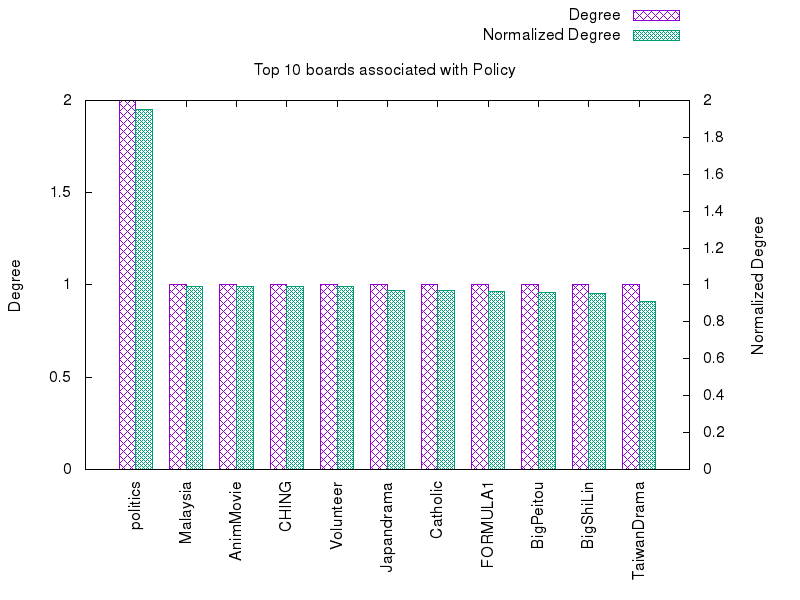 Degree
Normalized Degree
Top 10 boards associated with Policy
2
1.5
1
0.5
0
Degree
2
1.8
1.6
1.4
1.2
1
0.8
0.6
0.4
0.2
0
Normalized Degree
politics
Malaysia
AnimMovie
CHING
Volunteer
Japandrama
Catholic
FORMULA1
BigPeitou
BigShiLin
TaiwanDrama